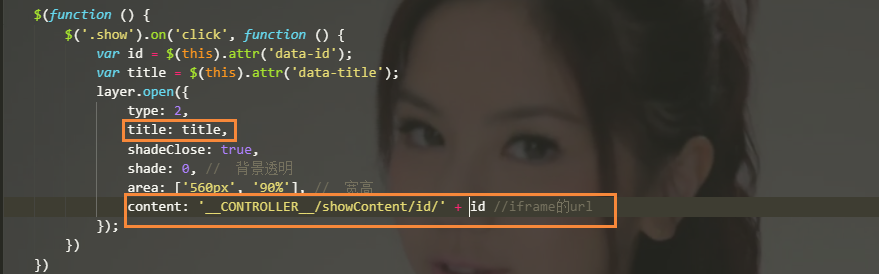 $(function () {
$('.show').on('click', function () {
var id = $(this).attr('data-id');
var title = $(this).attr('data-title');
layer.open({
type: 2,
title: title,
shadeClose: true,
shade: 0, // 背景透明
area: ['560px', '90%'], // 宽高
content: '__CONTROLLER__/showContent/id/' + id //iframe的url
});
})
})